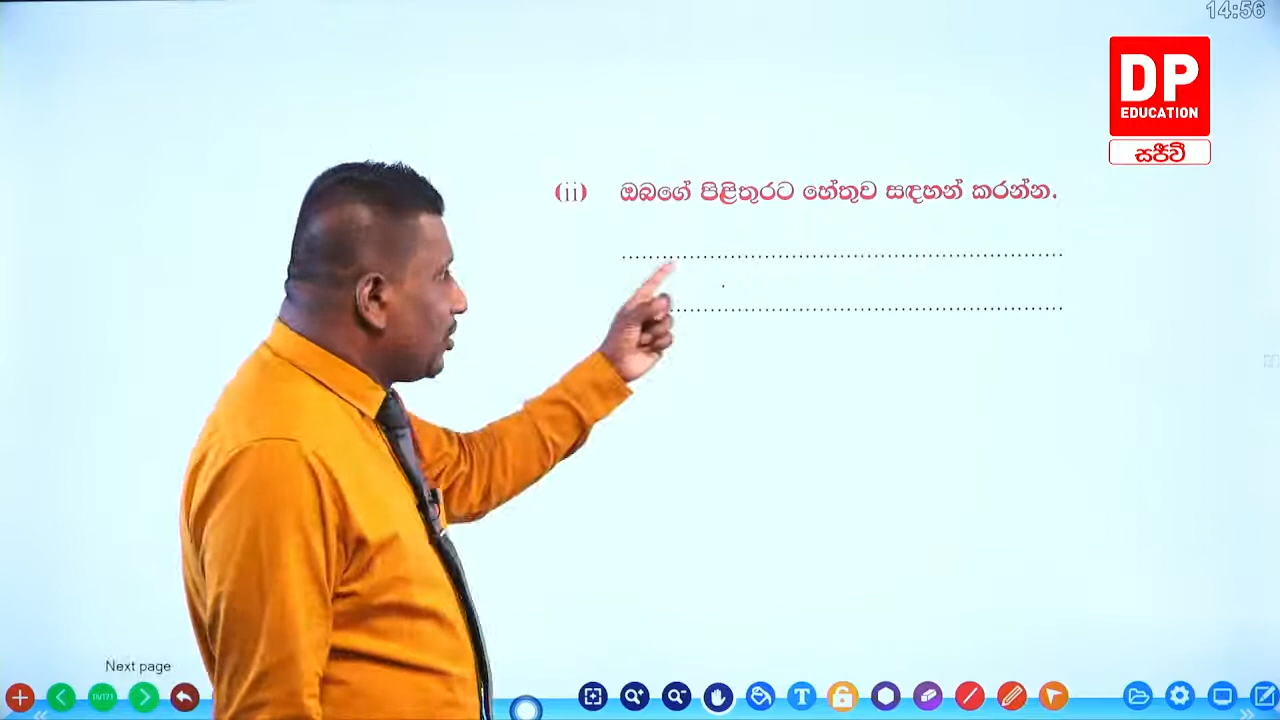 14:56
DP
EDUCATION
සජීවී
(ii) ඔබගේ පිළිතුරට හේතුව සඳහන් කරන්න.
Next page